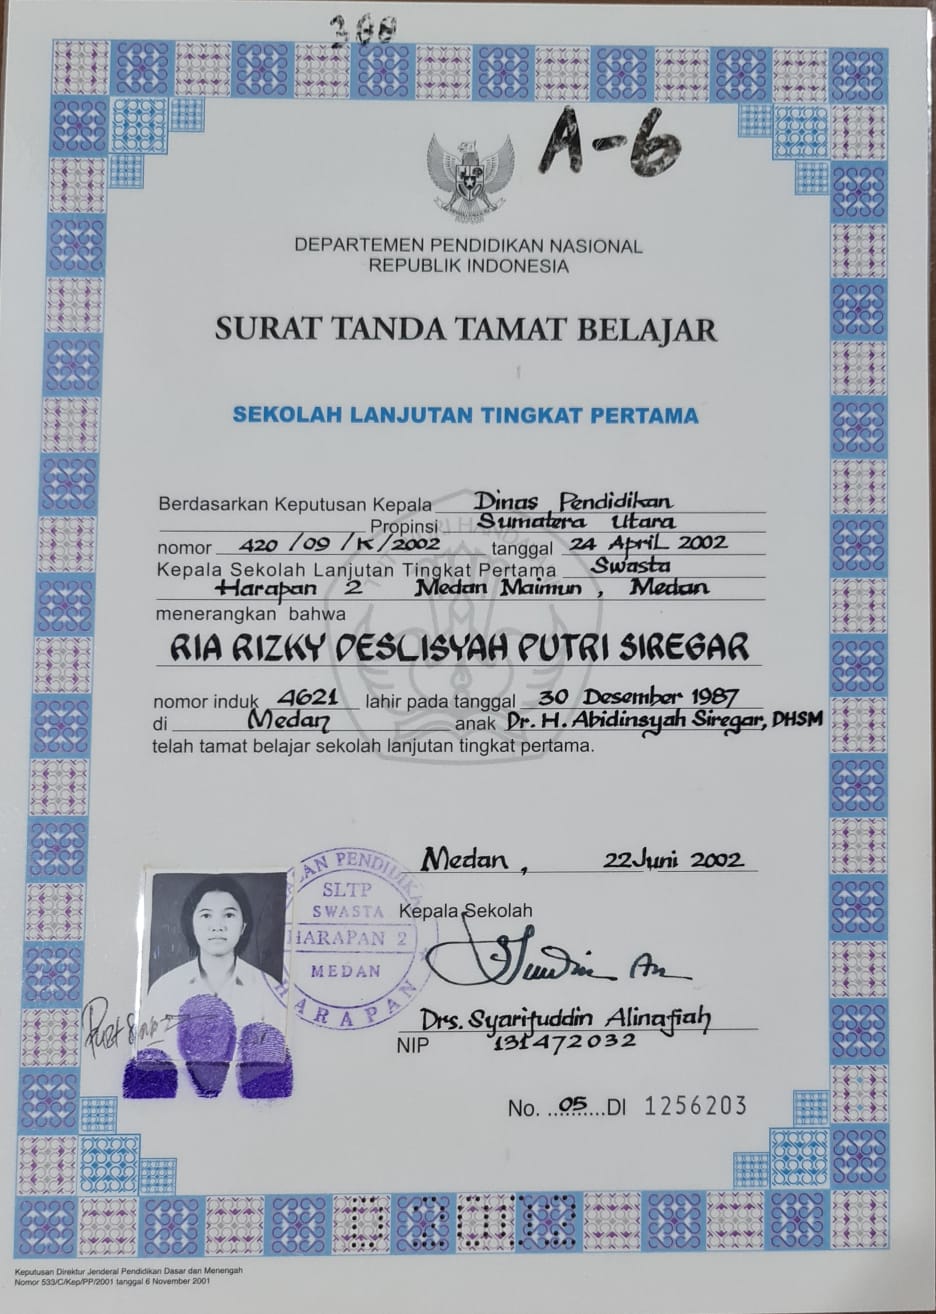 300
A-6
DEPARTEMEN PENDIDIKAN NASIONAL
REPUBLIK INDONESIA
SURAT TANDA TAMAT BELAJAR
SEKOLAH LANJUTAN TINGKAT PERTAMA
Berdasarkan Keputusan Kepala Dinas Pendidikan
Propinsi Sumatera Utara
nomor 420 /09 /K/2002 tanggal 24 April 2002
Kepala Sekolah Lanjutan Tingkat Pertama Swasta
Harapan 2 Medan Maimun , Medan
menerangkan bahwa
RIA RIZKY DESLISYAH PUTRI SIREGAR
nomor induk 4621 lahir pada tanggal 30 Desember 1987
di Medan anak Dr. H. Abidinsyah Siregar, DHSM
telah tamat belajar sekolah lanjutan tingkat pertama.
Medan , 22 Juni 2002
SLTP
SWASTA
HARAPAN 2
MEDAN
HARAPAN
Kepala Sekolah
Drs. Syarifuddin Alinafiah
NIP 131472032
No. ..05...DI 1256203
Keputusan Direktur Jenderal Pendidikan Dasar dan Menengah
Nomor 533/C/Kep/PP/2001 tanggal 6 November 2001